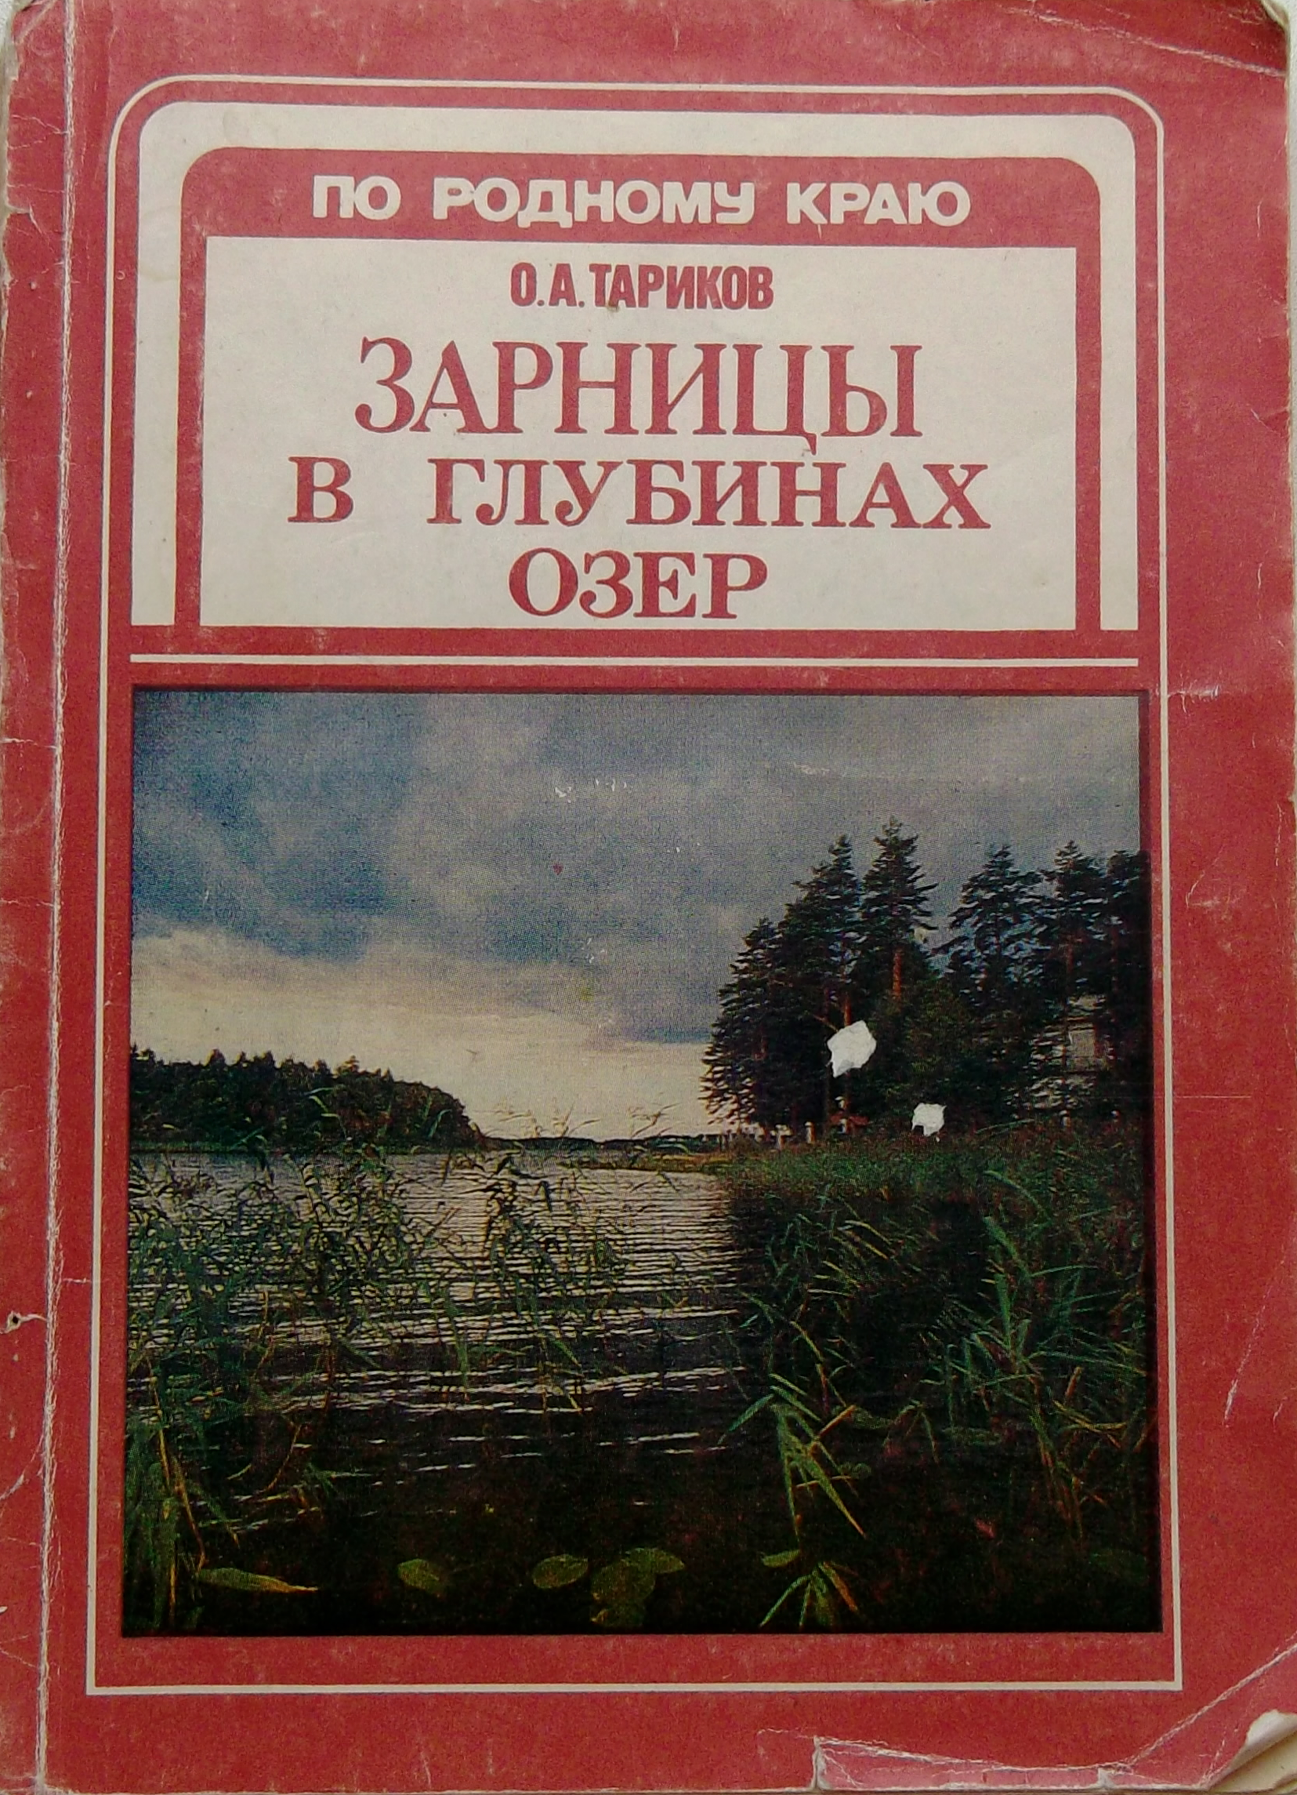 ПО РОДНОМУ КРАЮ
О.А.ТАРИКОВ
ЗАРНИЦЫ
В ГЛУБИНАХ
ОЗЕР